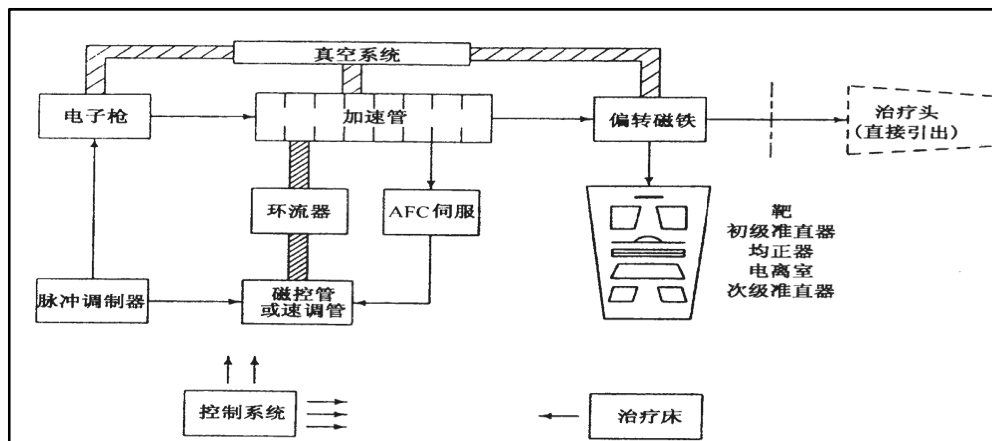 真空系统
电子枪
加速管
偏转磁铁
治疗头
(直接引出)
环流器
AFC伺服
靶
初级准直器
均正器
电离室
次级准直器
脉冲调制器
磁控管
或速调管
控制系统
治疗床